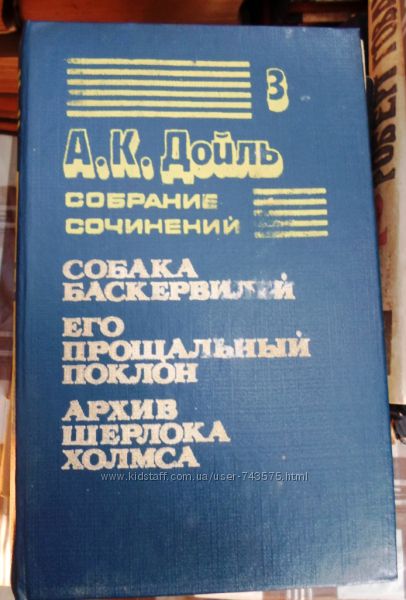 3
А.К. Дойль
СОБРАНИЕ
СОЧИНЕНИЙ
СОБАКА
БАСКЕРВИЛЕЙ
ЕГО
ПРОЩАЛЬНЫЙ
ПОКЛОН
АРХИВ
ШЕРЛОКА
ХОЛМСА
www.kidstaff.com.ua/user-743575.html